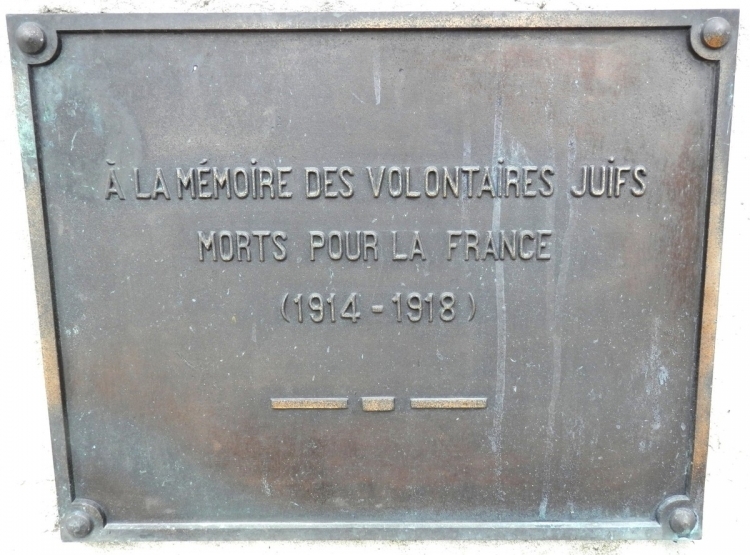 À LA MÉMOIRE DES VOLONTAIRES JUIFS
MORTS POUR LA FRANCE
(1914 - 1918)